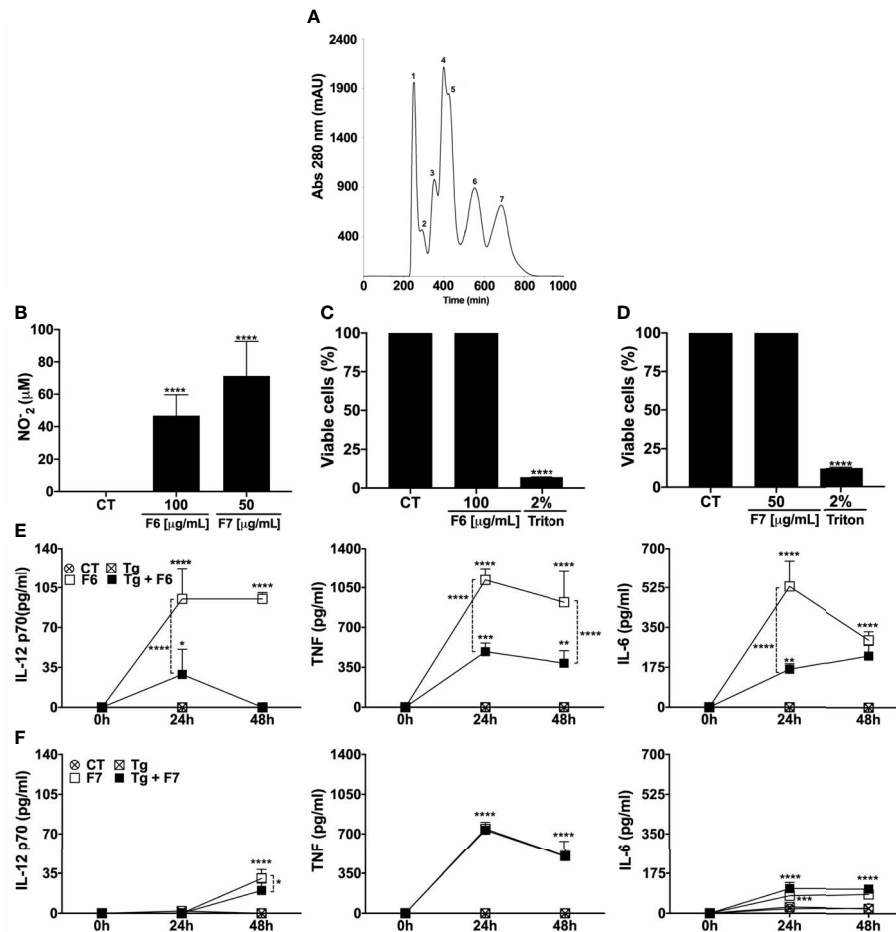 A
Abs 280 nm (mAU)
2400
1900
1400
900
400
1
2
3
4
5
6
7
0 200 400 600 800 1000
Time (min)
B
NO⁻₂ (µM)
100
80
60
40
20
0
****
****
CT 100 50
F6 [µg/mL] F7 [µg/mL]
C
Viable cells (%)
100
75
50
25
0
****
CT 100 2%
F6 [µg/mL] Triton
D
Viable cells (%)
100
75
50
25
0
****
CT 50 2%
F7 [µg/mL] Triton
E
IL-12 p70(pg/ml)
140
105
70
35
0
CT Tg
F6 Tg + F6
****
****
****
*
0h 24h 48h
TNF (pg/ml)
1400
1050
700
350
0
****
****
****
***
**
****
0h 24h 48h
IL-6 (pg/ml)
700
525
350
175
0
****
****
****
**
0h 24h 48h
F
IL-12 p70 (pg/ml)
140
105
70
35
0
CT Tg
F7 Tg + F7
****
*
0h 24h 48h
TNF (pg/ml)
1400
1050
700
350
0
****
****
0h 24h 48h
IL-6 (pg/ml)
700
525
350
175
0
****
****
***
0h 24h 48h